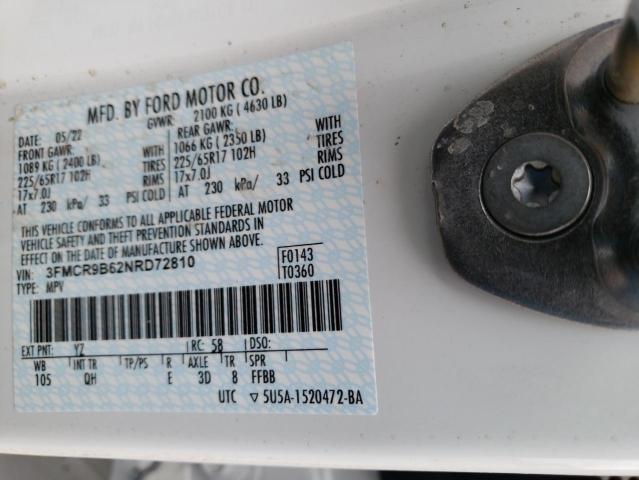 MFD. BY FORD MOTOR CO.
DATE: 05/22 GVWR: 2100 KG (4630 LB)
FRONT GAWR: REAR GAWR: WITH
1089 KG (2400 LB) WITH 1066 KG (2350 LB) TIRES
225/65R17 102H TIRES 225/65R17 102H RIMS
17x7.0J RIMS 17x7.0J
AT 230 kPa/ 33 PSI COLD AT 230 kPa/ 33 PSI COLD
THIS VEHICLE CONFORMS TO ALL APPLICABLE FEDERAL MOTOR
VEHICLE SAFETY AND BUMPER STANDARDS IN
EFFECT ON THE DATE OF MANUFACTURE SHOWN ABOVE.
VIN: 3FMCR9B62NRD72810 F0143
TYPE: MPV T0360
EXT PNT: YZ RC: 58 DSO:
WB INT TR TP/PS R AXLE TR SPR
105 QH E 3D 8 FFBB
UTC ▽5U5A-1520472-BA